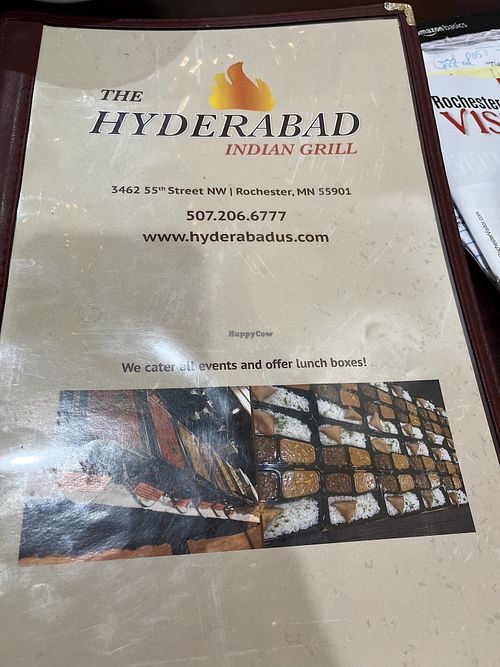 THE
HYDERABAD
INDIAN GRILL
3462 55th Street NW | Rochester, MN 55901
507.206.6777
www.hyderabadus.com
HappyCow
We cater all events and offer lunch boxes!
amazonbasics
Rochester
VIS